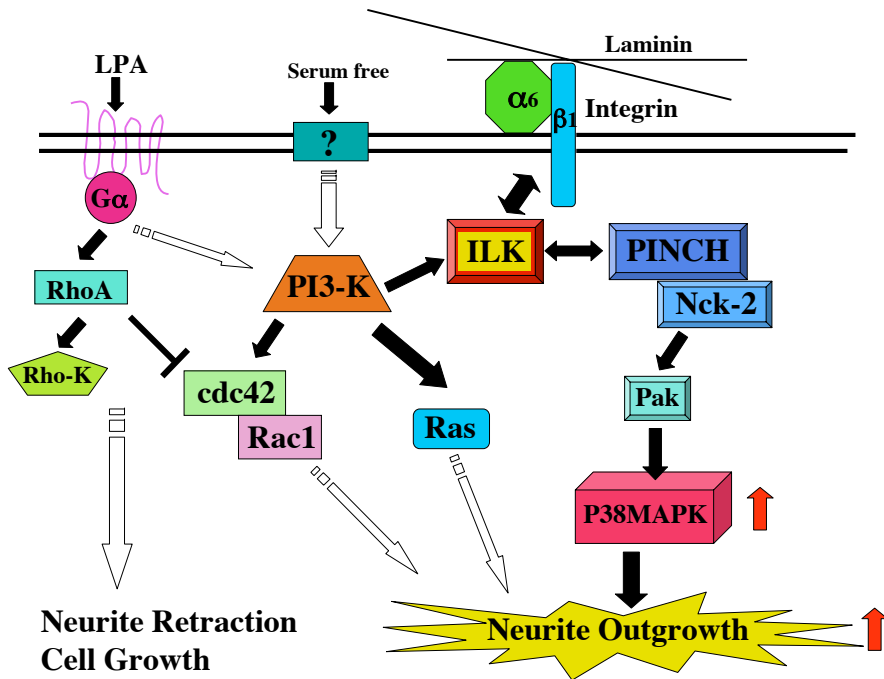 Laminin
LPA
Serum free
α6
β1
Integrin
?
Gα
ILK
PINCH
RhoA
PI3-K
Nck-2
Rho-K
cdc42
Pak
Rac1
Ras
P38MAPK
Neurite Retraction
Cell Growth
Neurite Outgrowth